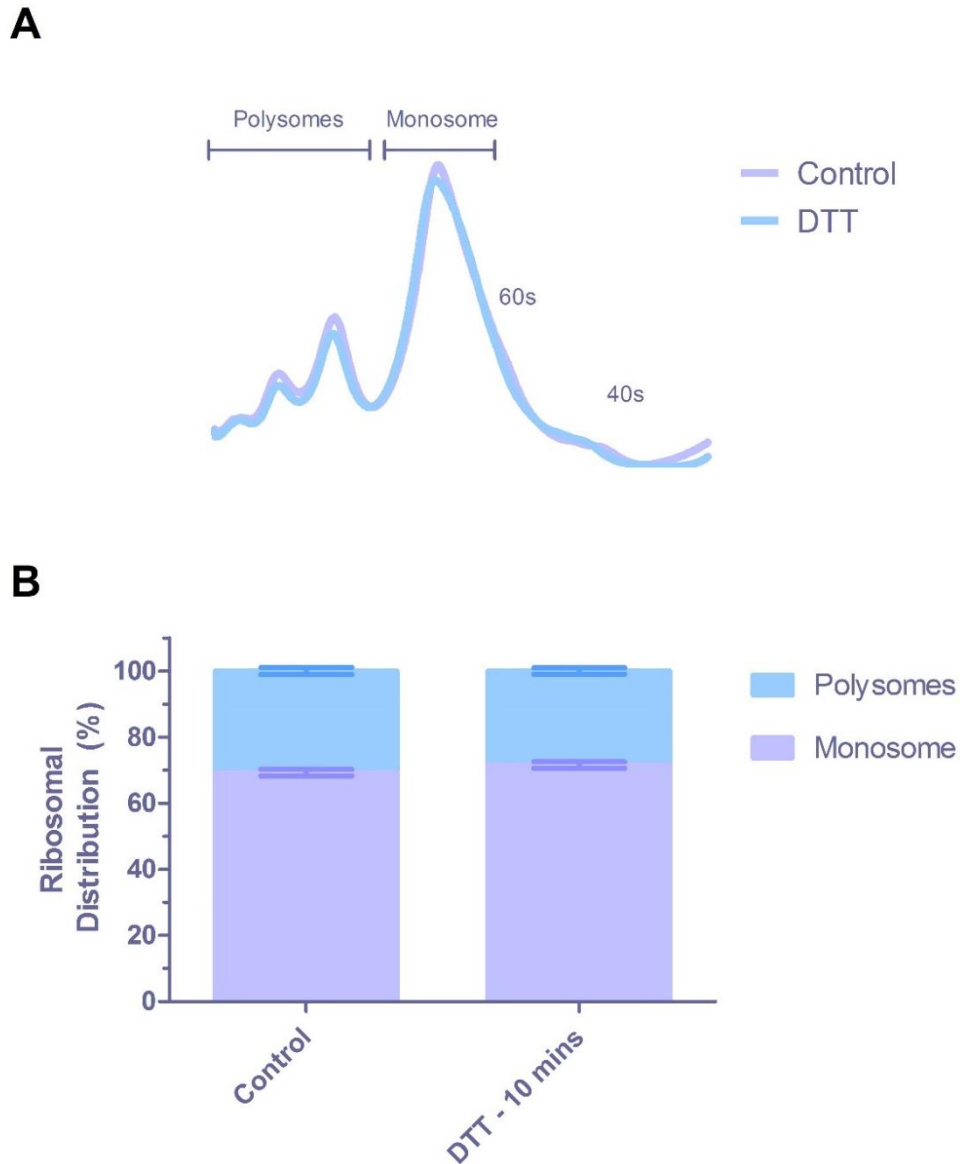 A
Polysomes
Monosome
Control
DTT
60s
40s
B
Ribosomal
Distribution (%)
100
80
60
40
20
0
Control
DTT - 10 mins
Polysomes
Monosome